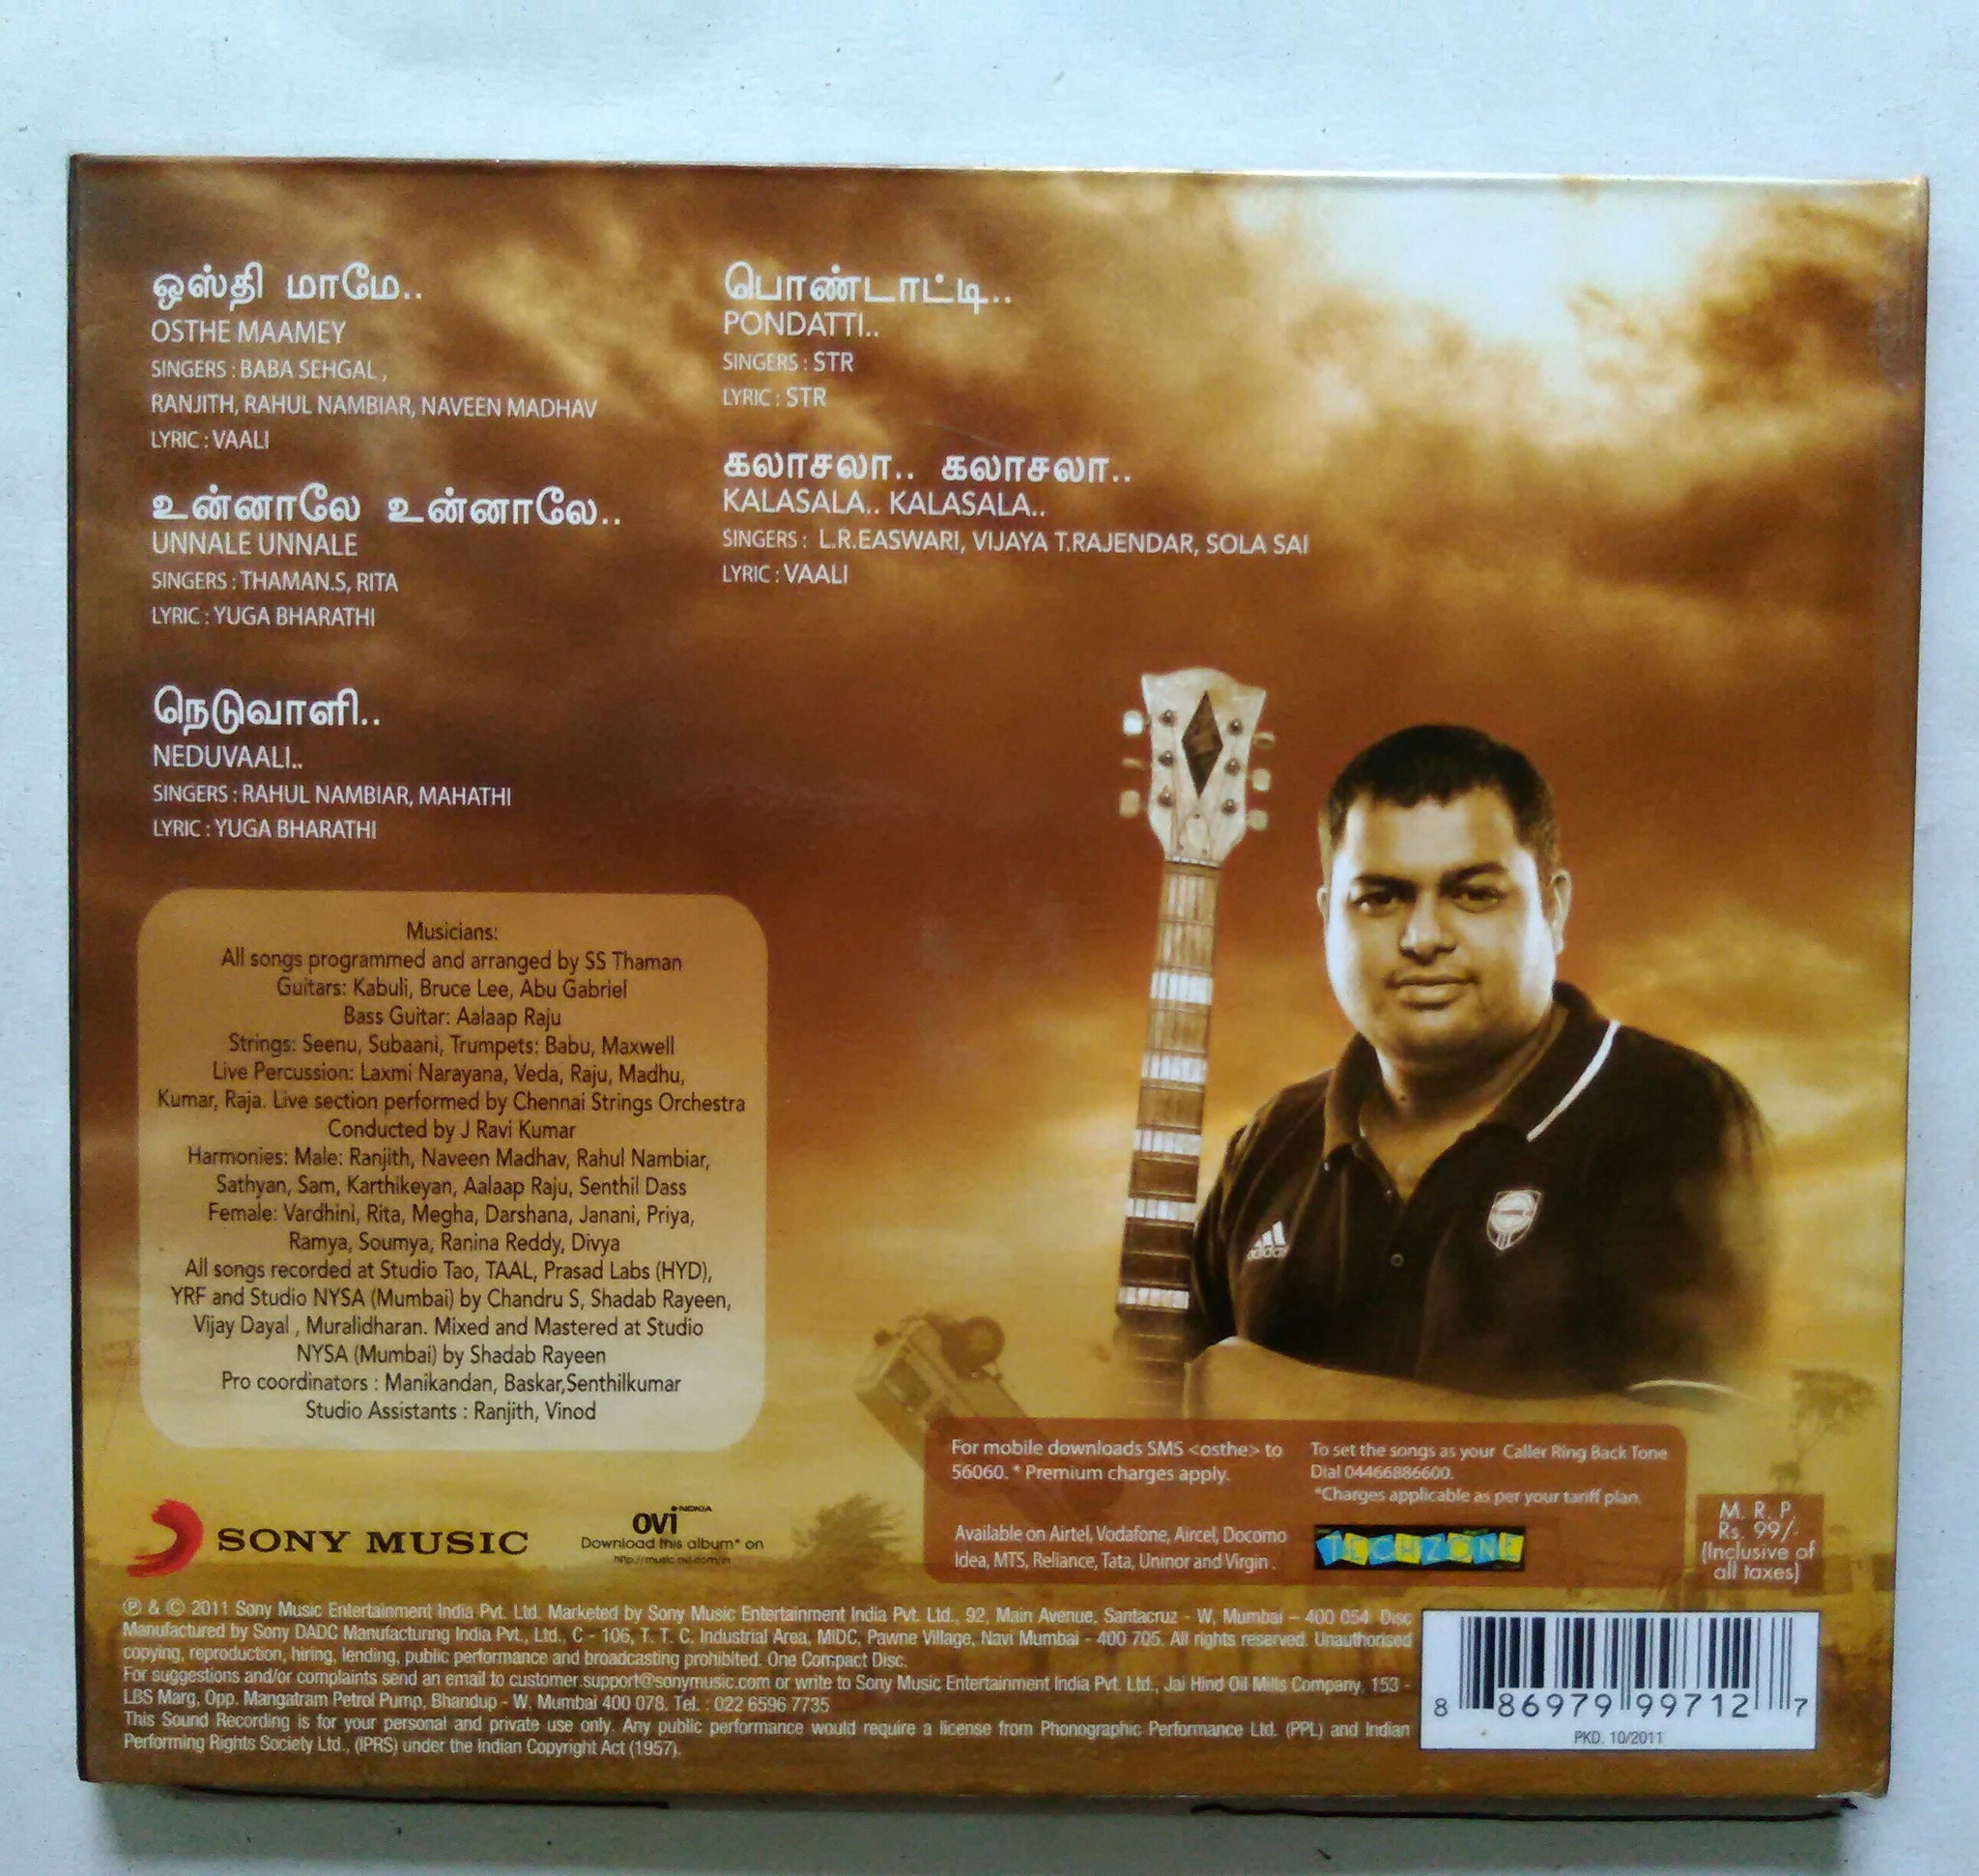 ஒஸ்தி மாமே..
OSTHE MAAMEY
SINGERS : BABA SEHGAL ,
RANJITH, RAHUL NAMBIAR, NAVEEN MADHAV
LYRIC : VAALI
உன்னாலே உன்னாலே..
UNNALE UNNALE
SINGERS : THAMAN.S, RITA
LYRIC : YUGA BHARATHI
நெடுவாளி..
NEDUVAALI..
SINGERS : RAHUL NAMBIAR, MAHATHI
LYRIC : YUGA BHARATHI
பொண்டாட்டி..
PONDATTI..
SINGERS : STR
LYRIC : STR
கலாசலா.. கலாசலா..
KALASALA.. KALASALA..
SINGERS : L.R.EASWARI, VIJAYA T.RAJENDAR, SOLA SAI
LYRIC : VAALI
Musicians:
All songs programmed and arranged by SS Thaman
Guitars: Kabuli, Bruce Lee, Abu Gabriel
Bass Guitar: Aalaap Raju
Strings: Seenu, Subaani, Trumpets: Babu, Maxwell
Live Percussion: Laxmi Narayana, Veda, Raju, Madhu,
Kumar, Raja. Live section performed by Chennai Strings Orchestra
Conducted by J Ravi Kumar
Harmonies: Male: Ranjith, Naveen Madhav, Rahul Nambiar,
Sathyan, Sam, Karthikeyan, Aalaap Raju, Senthil Dass
Female: Vardhini, Rita, Megha, Darshana, Janani, Priya,
Ramya, Soumya, Ranina Reddy, Divya
All songs recorded at Studio Tao, TAAL, Prasad Labs (HYD),
YRF and Studio NYSA (Mumbai) by Chandru S, Shadab Rayeen,
Vijay Dayal , Muralidharan. Mixed and Mastered at Studio
NYSA (Mumbai) by Shadab Rayeen
Pro coordinators : Manikandan, Baskar,Senthilkumar
Studio Assistants : Ranjith, Vinod
adidas
SONY MUSIC
NOKIA
OVI
Download this album* on
http://music.ovi.com/in
For mobile downloads SMS <osthe> to
56060. * Premium charges apply.
Available on Airtel, Vodafone, Aircel, Docomo
Idea, MTS, Reliance, Tata, Uninor and Virgin .
To set the songs as your Caller Ring Back Tone
Dial 04466886600.
*Charges applicable as per your tariff plan.
TECHZONE
M. R. P.
Rs. 99/-
(Inclusive of
all taxes)
℗ & © 2011 Sony Music Entertainment India Pvt. Ltd. Marketed by Sony Music Entertainment India Pvt. Ltd., 92, Main Avenue, Santacruz - W, Mumbai – 400 054 Disc
Manufactured by Sony DADC Manufacturing India Pvt., Ltd., C - 106, T. T. C. Industrial Area, MIDC, Pawne Village, Navi Mumbai - 400 705. All rights reserved. Unauthorised
copying, reproduction, hiring, lending, public performance and broadcasting prohibited. One Compact Disc.
For suggestions and/or complaints send an email to customer.support@sonymusic.com or write to Sony Music Entertainment India Pvt. Ltd., Jai Hind Oil Mills Company, 153 -
LBS Marg, Opp. Mangatram Petrol Pump, Bhandup - W, Mumbai 400 078. Tel. : 022 6596 7735
This Sound Recording is for your personal and private use only. Any public performance would require a license from Phonographic Performance Ltd. (PPL) and Indian
Performing Rights Society Ltd., (IPRS) under the Indian Copyright Act (1957).
8 86979 99712 7
PKD. 10/2011